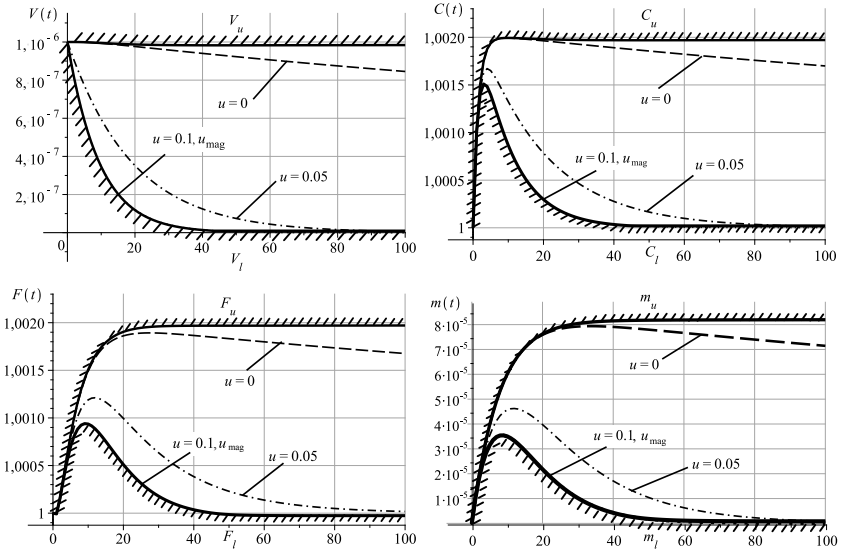 V(t)
V_u
1,10^-6
8,10^-7
6,10^-7
4,10^-7
2,10^-7
u = 0
u = 0.1, u_mag
u = 0.05
0 20 40 60 80 100
V_l
C(t)
C_u
1,0020
1,0015
1,0010
1,0005
1
u = 0
u = 0.1, u_mag
u = 0.05
0 20 40 60 80 100
C_l
F(t)
F_u
1,0020
1,0015
1,0010
1,0005
1
u = 0
u = 0.1, u_mag
u = 0.05
0 20 40 60 80 100
F_l
m(t)
m_u
8·10^-5
7·10^-5
6·10^-5
5·10^-5
4·10^-5
3·10^-5
2·10^-5
1·10^-5
u = 0
u = 0.1, u_mag
u = 0.05
0 20 40 60 80 100
m_l